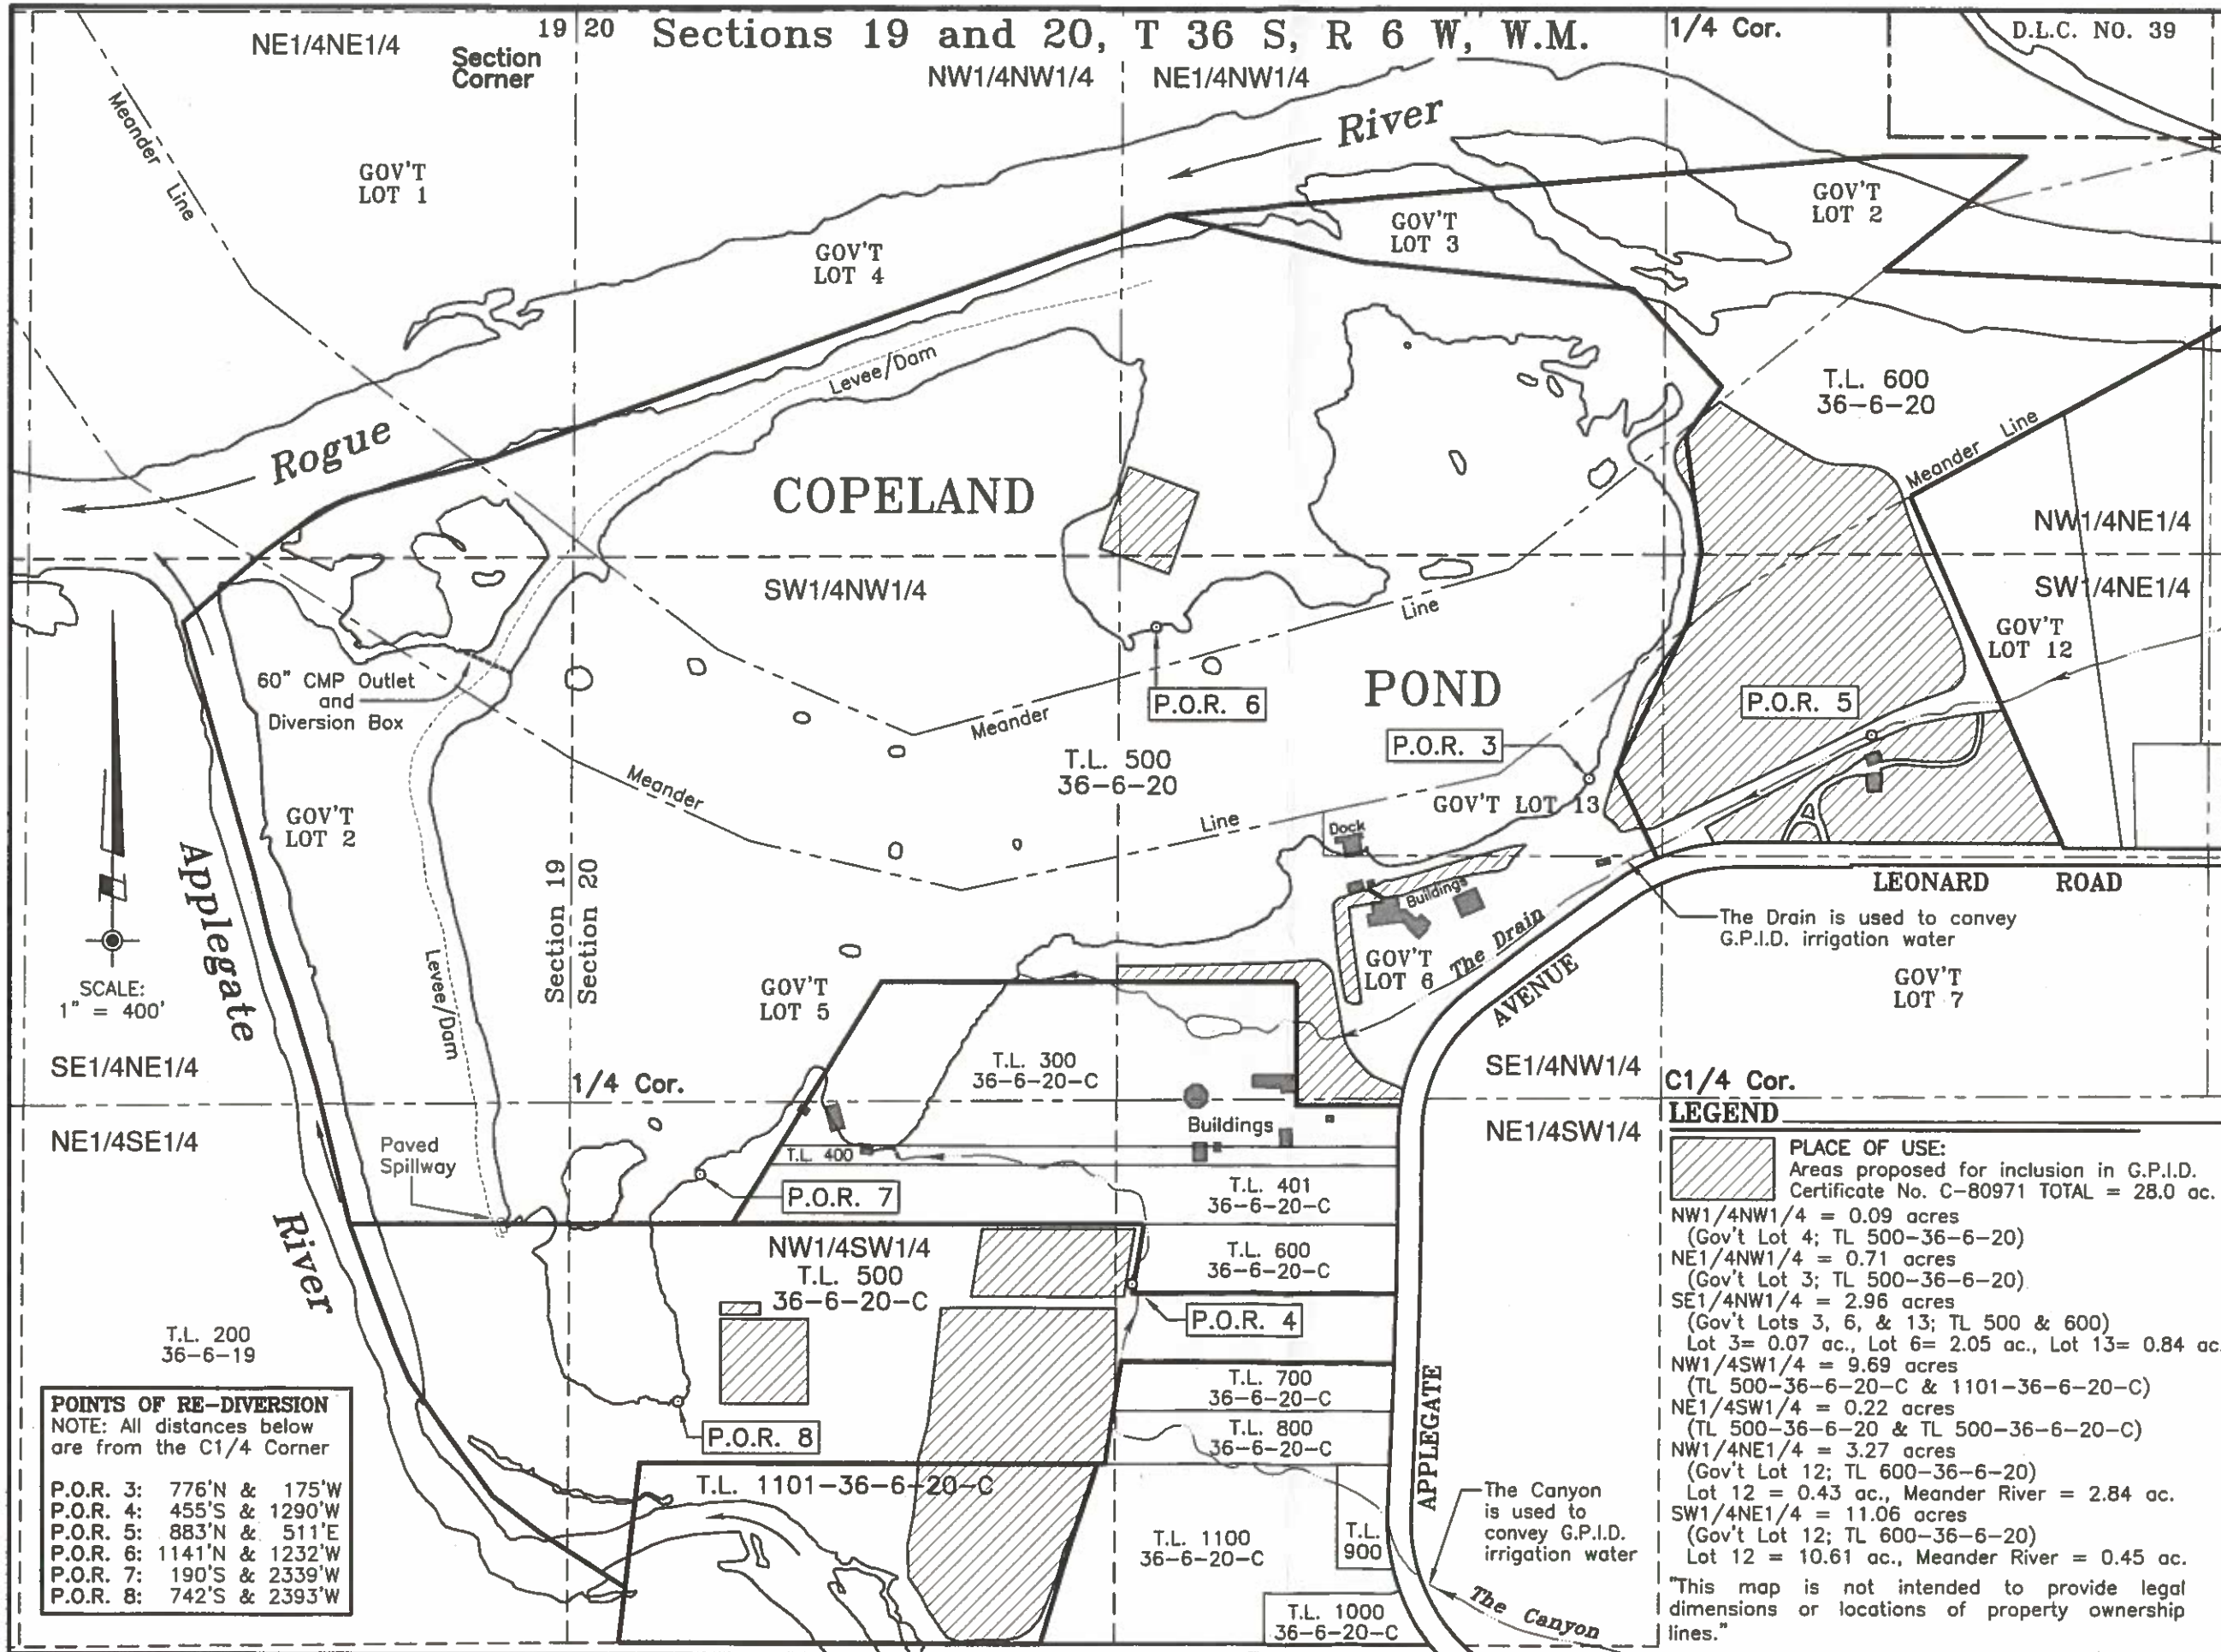 19 20
Sections 19 and 20, T 36 S, R 6 W, W.M.
1/4 Cor.
D.L.C. NO. 39
NE1/4NE1/4
Section
Corner
NW1/4NW1/4
NE1/4NW1/4
Meander Line
River
GOV'T
LOT 1
GOV'T
LOT 4
GOV'T
LOT 3
GOV'T
LOT 2
Levee/Dam
T.L. 600
36-6-20
Meander Line
Rogue
COPELAND
NW1/4NE1/4
SW1/4NW1/4
SW1/4NE1/4
Line
GOV'T
LOT 12
60" CMP Outlet
and
Diversion Box
P.O.R. 6
POND
P.O.R. 5
Meander
P.O.R. 3
T.L. 500
36-6-20
Meander
GOV'T LOT 13
GOV'T
LOT 2
Line
Dock
Applegate
Section 19
Section 20
Buildings
LEONARD ROAD
The Drain is used to convey
G.P.I.D. irrigation water
The Drain
Levee/Dam
GOV'T
LOT 6
SCALE:
1" = 400'
GOV'T
LOT 5
AVENUE
GOV'T
LOT 7
SE1/4NE1/4
T.L. 300
36-6-20-C
SE1/4NW1/4
1/4 Cor.
C1/4 Cor.
NE1/4SE1/4
Buildings
NE1/4SW1/4
Paved
Spillway
T.L. 400
P.O.R. 7
T.L. 401
36-6-20-C
River
NW1/4SW1/4
T.L. 500
36-6-20-C
T.L. 600
36-6-20-C
P.O.R. 4
T.L. 200
36-6-19
T.L. 700
36-6-20-C
APPLEGATE
P.O.R. 8
T.L. 800
36-6-20-C
T.L. 1101-36-6-20-C
T.L. 1100
36-6-20-C
T.L.
900
The Canyon
is used to
convey G.P.I.D.
irrigation water
T.L. 1000
36-6-20-C
The Canyon
POINTS OF RE-DIVERSION
NOTE: All distances below
are from the C1/4 Corner
P.O.R. 3: 776'N & 175'W
P.O.R. 4: 455'S & 1290'W
P.O.R. 5: 883'N & 511'E
P.O.R. 6: 1141'N & 1232'W
P.O.R. 7: 190'S & 2339'W
P.O.R. 8: 742'S & 2393'W
LEGEND
PLACE OF USE:
Areas proposed for inclusion in G.P.I.D.
Certificate No. C-80971 TOTAL = 28.0 ac.
NW1/4NW1/4 = 0.09 acres
(Gov't Lot 4; TL 500-36-6-20)
NE1/4NW1/4 = 0.71 acres
(Gov't Lot 3; TL 500-36-6-20)
SE1/4NW1/4 = 2.96 acres
(Gov't Lots 3, 6, & 13; TL 500 & 600)
Lot 3= 0.07 ac., Lot 6= 2.05 ac., Lot 13= 0.84 ac.
NW1/4SW1/4 = 9.69 acres
(TL 500-36-6-20-C & 1101-36-6-20-C)
NE1/4SW1/4 = 0.22 acres
(TL 500-36-6-20 & TL 500-36-6-20-C)
NW1/4NE1/4 = 3.27 acres
(Gov't Lot 12; TL 600-36-6-20)
Lot 12 = 0.43 ac., Meander River = 2.84 ac.
SW1/4NE1/4 = 11.06 acres
(Gov't Lot 12; TL 600-36-6-20)
Lot 12 = 10.61 ac., Meander River = 0.45 ac.
"This map is not intended to provide legal
dimensions or locations of property ownership
lines."